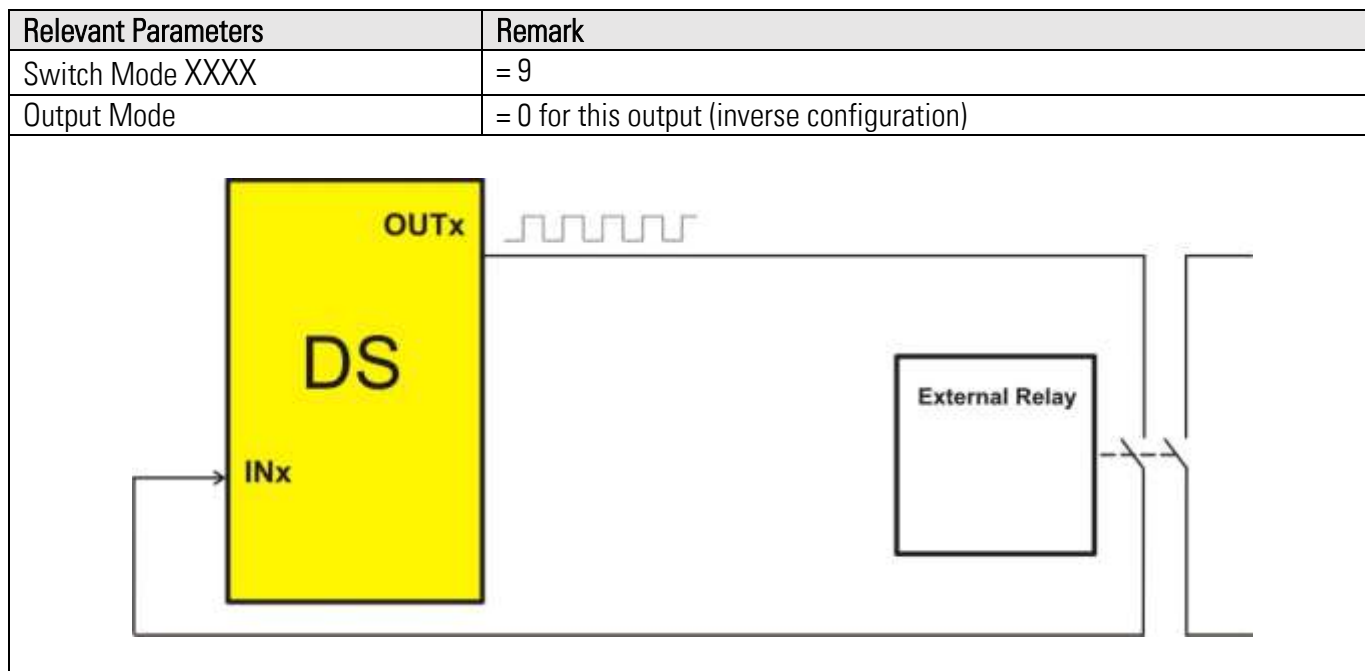 Relevant Parameters Remark
Switch Mode XXXX = 9
Output Mode = 0 for this output (inverse configuration)
OUTx
DS
External Relay
INx